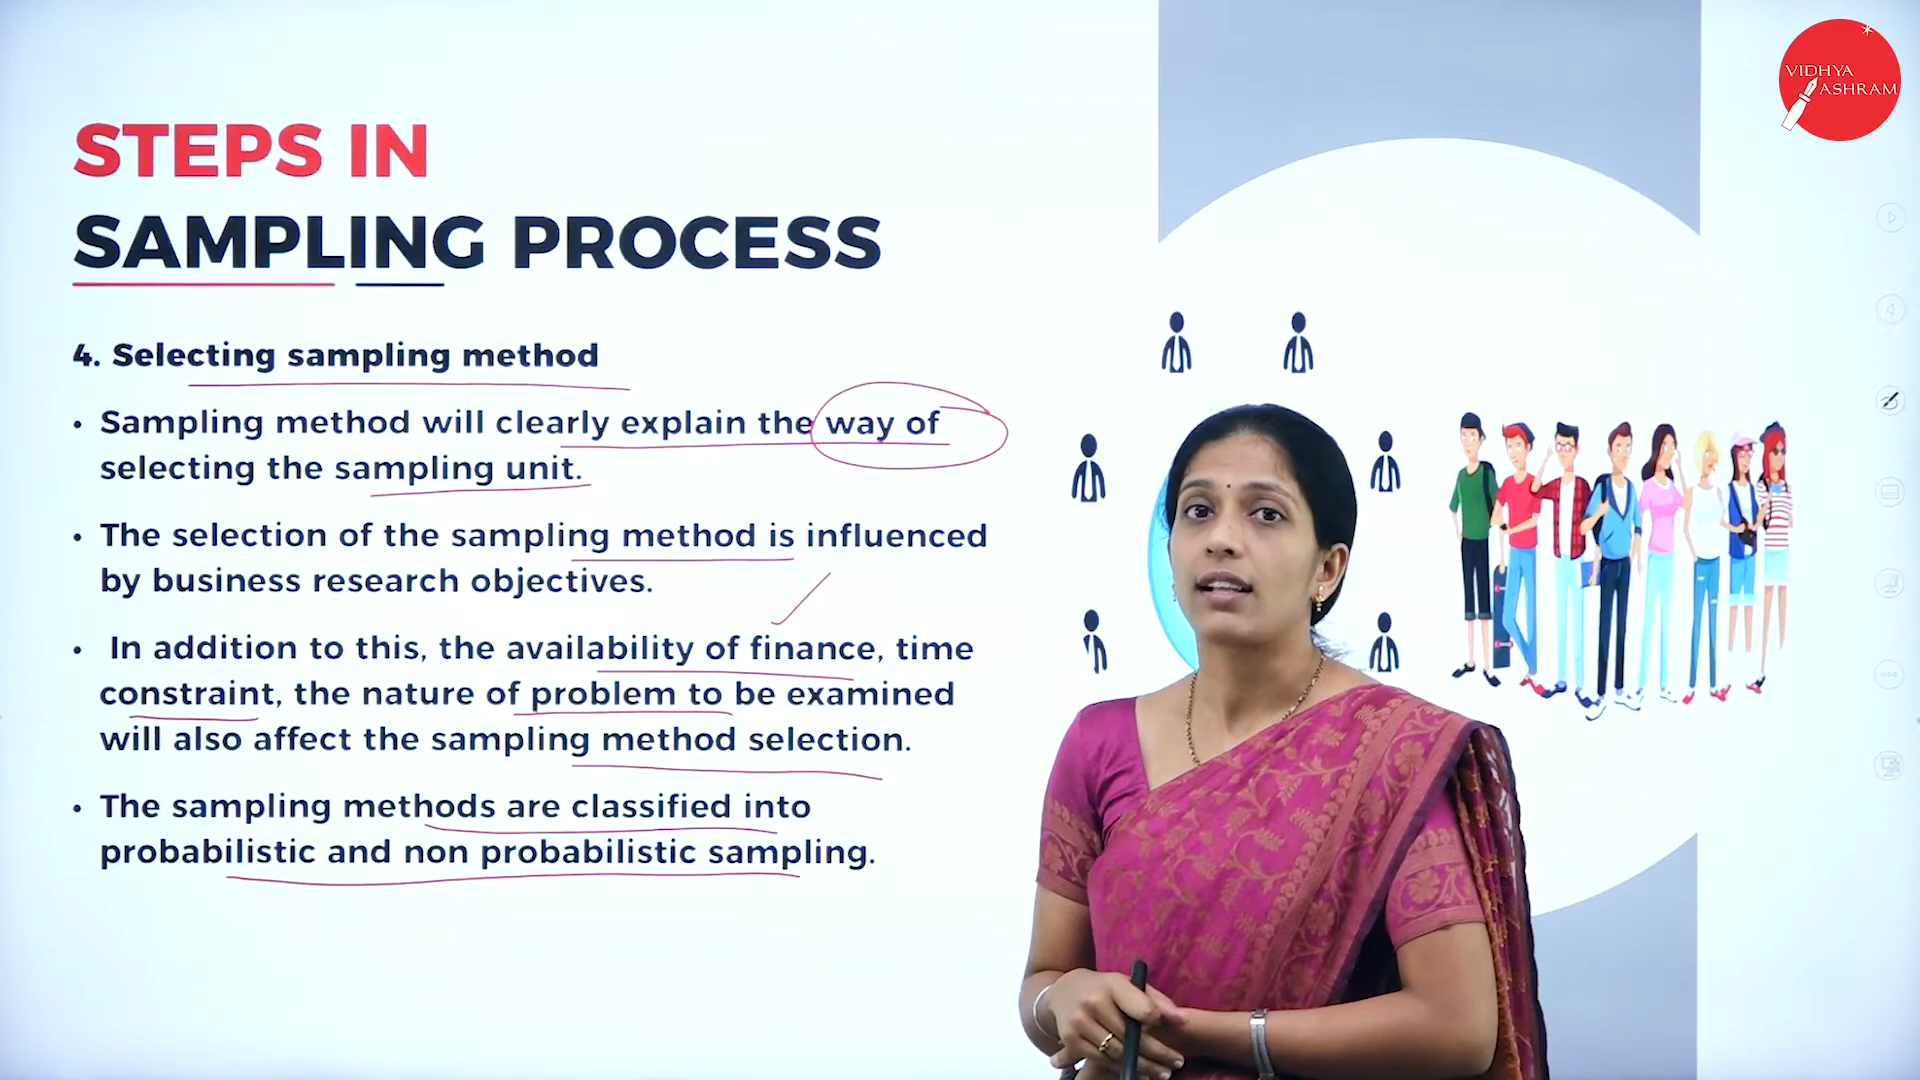 VIDHYA
ASHRAM
STEPS IN
SAMPLING PROCESS
4. Selecting sampling method
• Sampling method will clearly explain the way of
selecting the sampling unit.
• The selection of the sampling method is influenced
by business research objectives.
• In addition to this, the availability of finance, time
constraint, the nature of problem to be examined
will also affect the sampling method selection.
• The sampling methods are classified into
probabilistic and non probabilistic sampling.